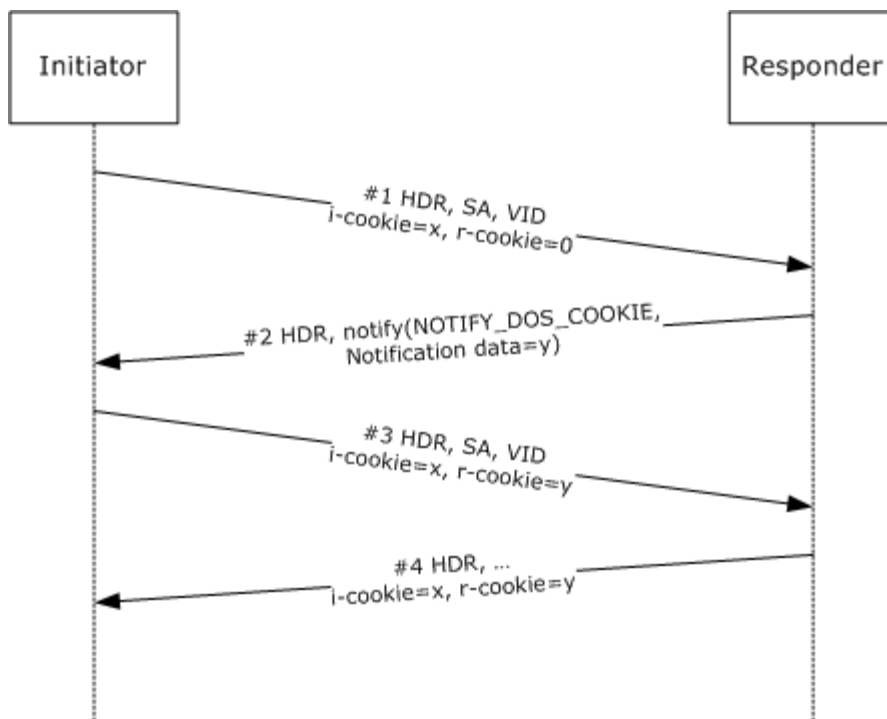 Initiator
Responder
#1 HDR, SA, VID
i-cookie=x, r-cookie=0
#2 HDR, notify(NOTIFY_DOS_COOKIE,
Notification data=y)
#3 HDR, SA, VID
i-cookie=x, r-cookie=y
#4 HDR, ...
i-cookie=x, r-cookie=y